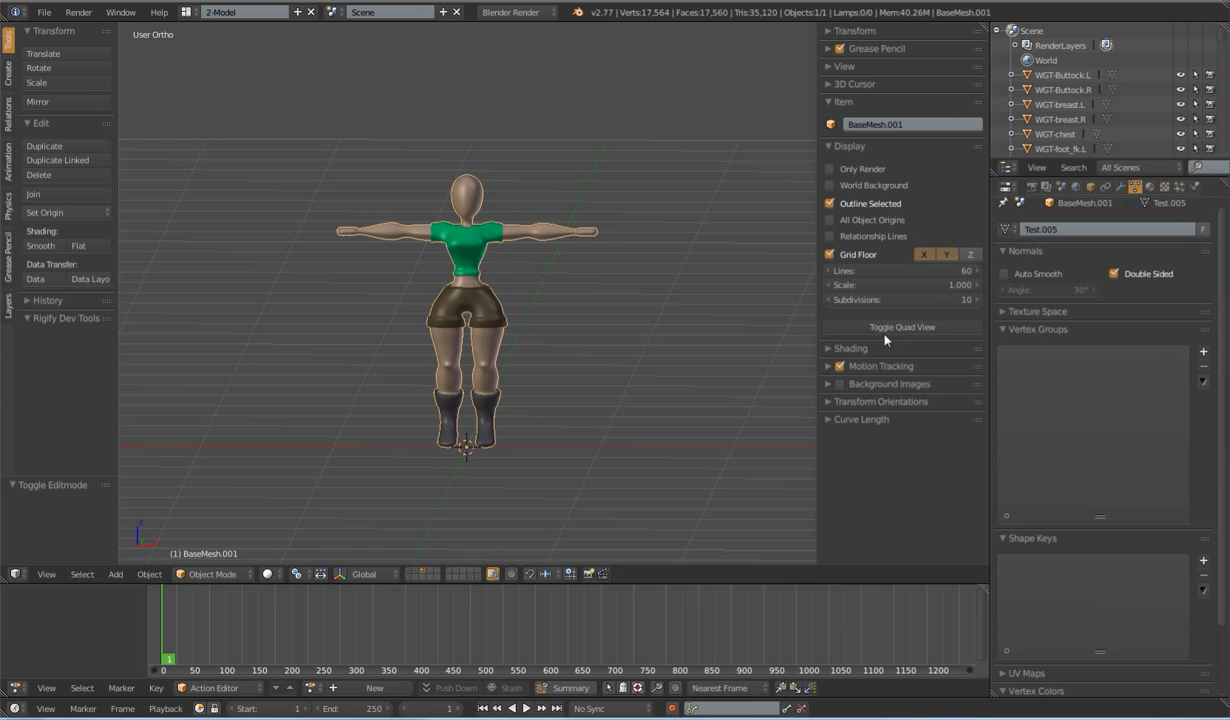 File Render Window Help 2-Model Scene Blender Render v2.77 | Verts:17,564 | Faces:17,560 | Tris:35,120 | Objects:1/1 | Lamps:0/0 | Mem:40.26M | BaseMesh.001
Tools
Create
Relations
Animation
Physics
Grease Pencil
Layers
Transform
Translate
Rotate
Scale
Mirror
Edit
Duplicate
Duplicate Linked
Delete
Join
Set Origin
Shading:
Smooth Flat
Data Transfer:
Data Data Layo
History
Rigify Dev Tools
Toggle Editmode
User Ortho
z
(1) BaseMesh.001
Transform
Grease Pencil
View
3D Cursor
Item
BaseMesh.001
Display
Only Render
World Background
Outline Selected
All Object Origins
Relationship Lines
Grid Floor X Y Z
Lines: 60
Scale: 1.000
Subdivisions: 10
Toggle Quad View
Shading
Motion Tracking
Background Images
Transform Orientations
Curve Length
Scene
RenderLayers
World
WGT-Buttock.L
WGT-Buttock.R
WGT-breast.L
WGT-breast.R
WGT-chest
WGT-foot_fk.L
View Search All Scenes
BaseMesh.001 Test.005
Test.005 F
Normals
Auto Smooth Double Sided
Angle: 30°
Texture Space
Vertex Groups
Shape Keys
UV Maps
Vertex Colors
View Select Add Object Object Mode Global
1
0 50 100 150 200 250 300 350 400 450 500 550 600 650 700 750 800 850 900 950 1000 1050 1100 1150 1200
View Select Marker Key Action Editor New Push Down Stash Summary Nearest Frame
View Marker Frame Playback Start: 1 End: 250 1 No Sync